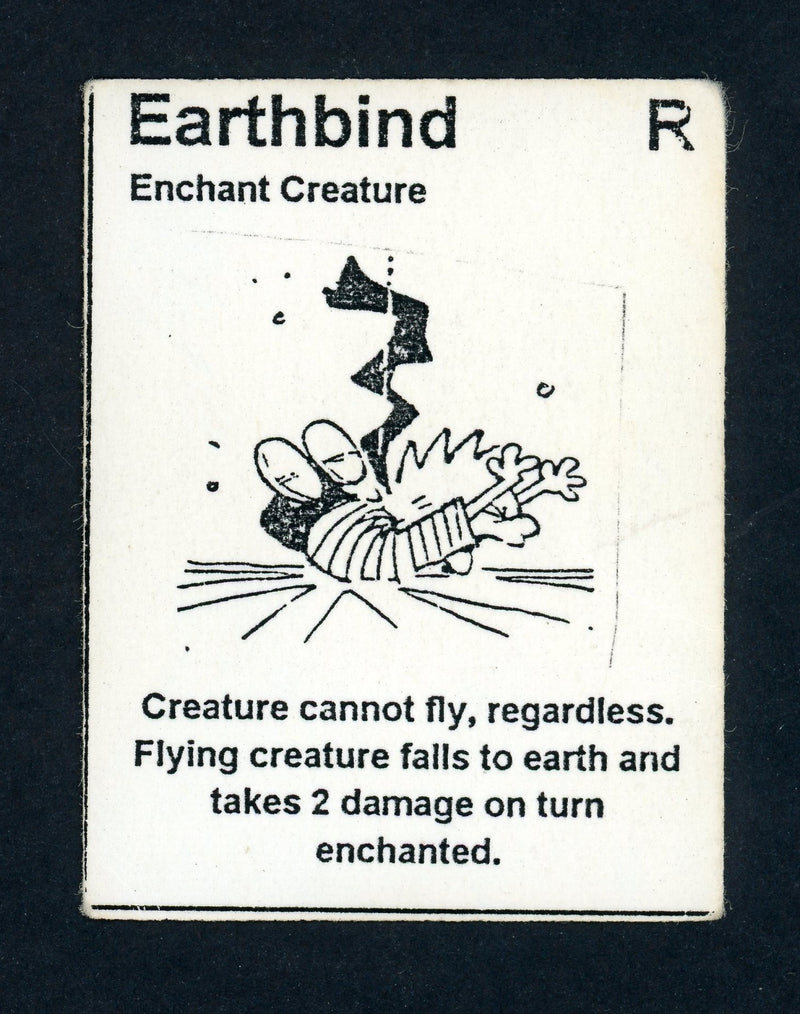 Earthbind R
Enchant Creature
Creature cannot fly, regardless.
Flying creature falls to earth and
takes 2 damage on turn
enchanted.